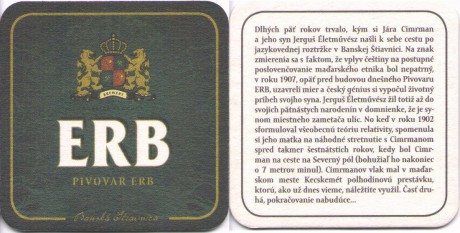 BREWERY
ERB
PIVOVAR ERB
Banská Štiavnica
Dlhých päť rokov trvalo, kým si Jára Cimrman
a jeho syn Jerguš Életművész našli k sebe cestu po
jazykovednej roztržke v Banskej Štiavnici. Na znak
zmierenia sa s faktom, že vplyv češtiny na postupné
poslovenčovanie maďarského etnika bol nepatrný,
v roku 1907, opäť pred budovou dnešného Pivovaru
ERB, uzavreli mier a český génius si vypočul životný
príbeh svojho syna. Jerguš Életművész žil totiž až do
svojich pätnástych narodenín v domnienke, že je sy-
nom miestneho zametača ulíc. No keď v roku 1902
sformuloval všeobecnú teóriu relativity, spomenula
si jeho matka na náhodné stretnutie s Cimrmanom
spred takmer šestnástich rokov, kedy bol Cimr-
man na ceste na Severný pól (bohužiaľ ho nakoniec
o 7 metrov minul). Cimrmanov vlak mal v maďar-
skom meste Kecskemét polhodinovú prestávku,
ktorú, ako už dnes vieme, náležite využil. Časť dru-
há, pokračovanie nabudúce...